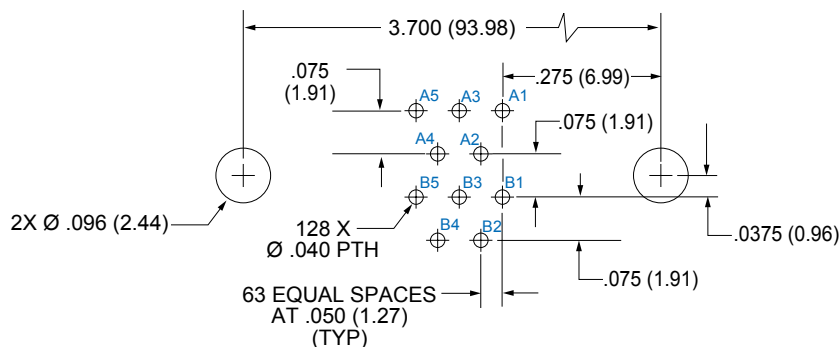 3.700 (93.98)
.075
(1.91)
.275 (6.99)
A5 A3 A1
.075 (1.91)
A4 A2
B5 B3 B1
2X Ø .096 (2.44)
128 X
Ø .040 PTH
B4 B2
.0375 (0.96)
.075 (1.91)
63 EQUAL SPACES
AT .050 (1.27)
(TYP)